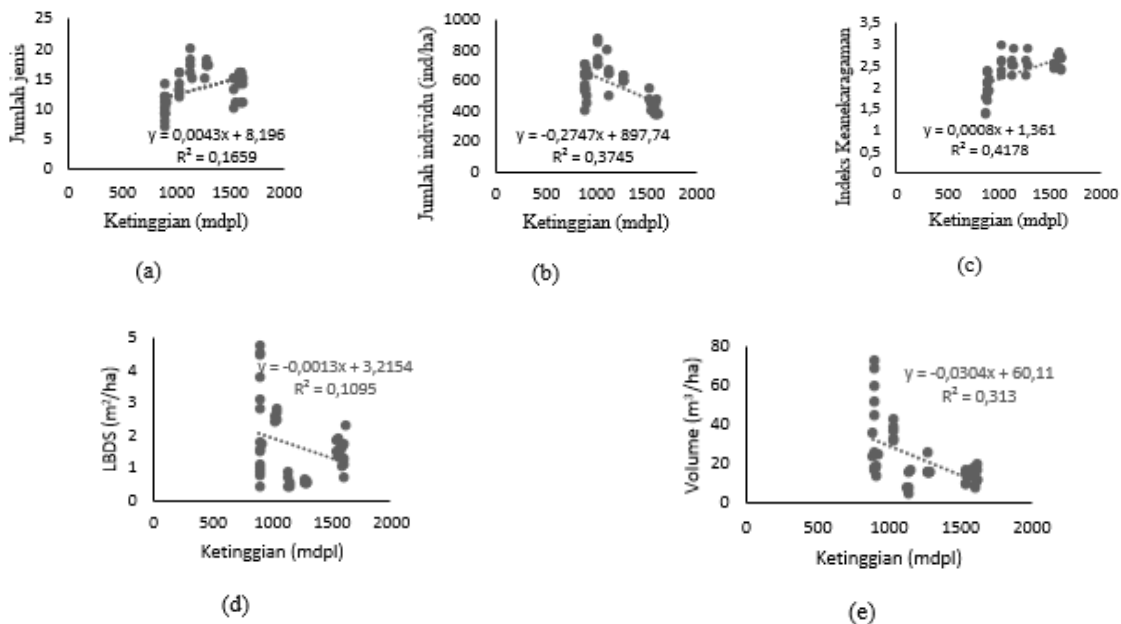 25
20
15
10
5
0
Jumlah jenis
y = 0,0043x + 8,196
R² = 0,1659
0 500 1000 1500 2000
Ketinggian (mdpl)
(a)
1000
800
600
400
200
0
Jumlah individu (ind/ha)
y = -0,2747x + 897,74
R² = 0,3745
0 500 1000 1500 2000
Ketinggian (mdpl)
(b)
3,5
3
2,5
2
1,5
1
0,5
0
Indeks Keanekaragaman
y = 0,0008x + 1,361
R² = 0,4178
0 500 1000 1500 2000
Ketinggian (mdpl)
(c)
5
4
3
2
1
0
LBDS (m²/ha)
y = -0,0013x + 3,2154
R² = 0,1095
0 500 1000 1500 2000
Ketinggian (mdpl)
(d)
80
60
40
20
0
Volume (m³/ha)
y = -0,0304x + 60,11
R² = 0,313
0 500 1000 1500 2000
Ketinggian (mdpl)
(e)